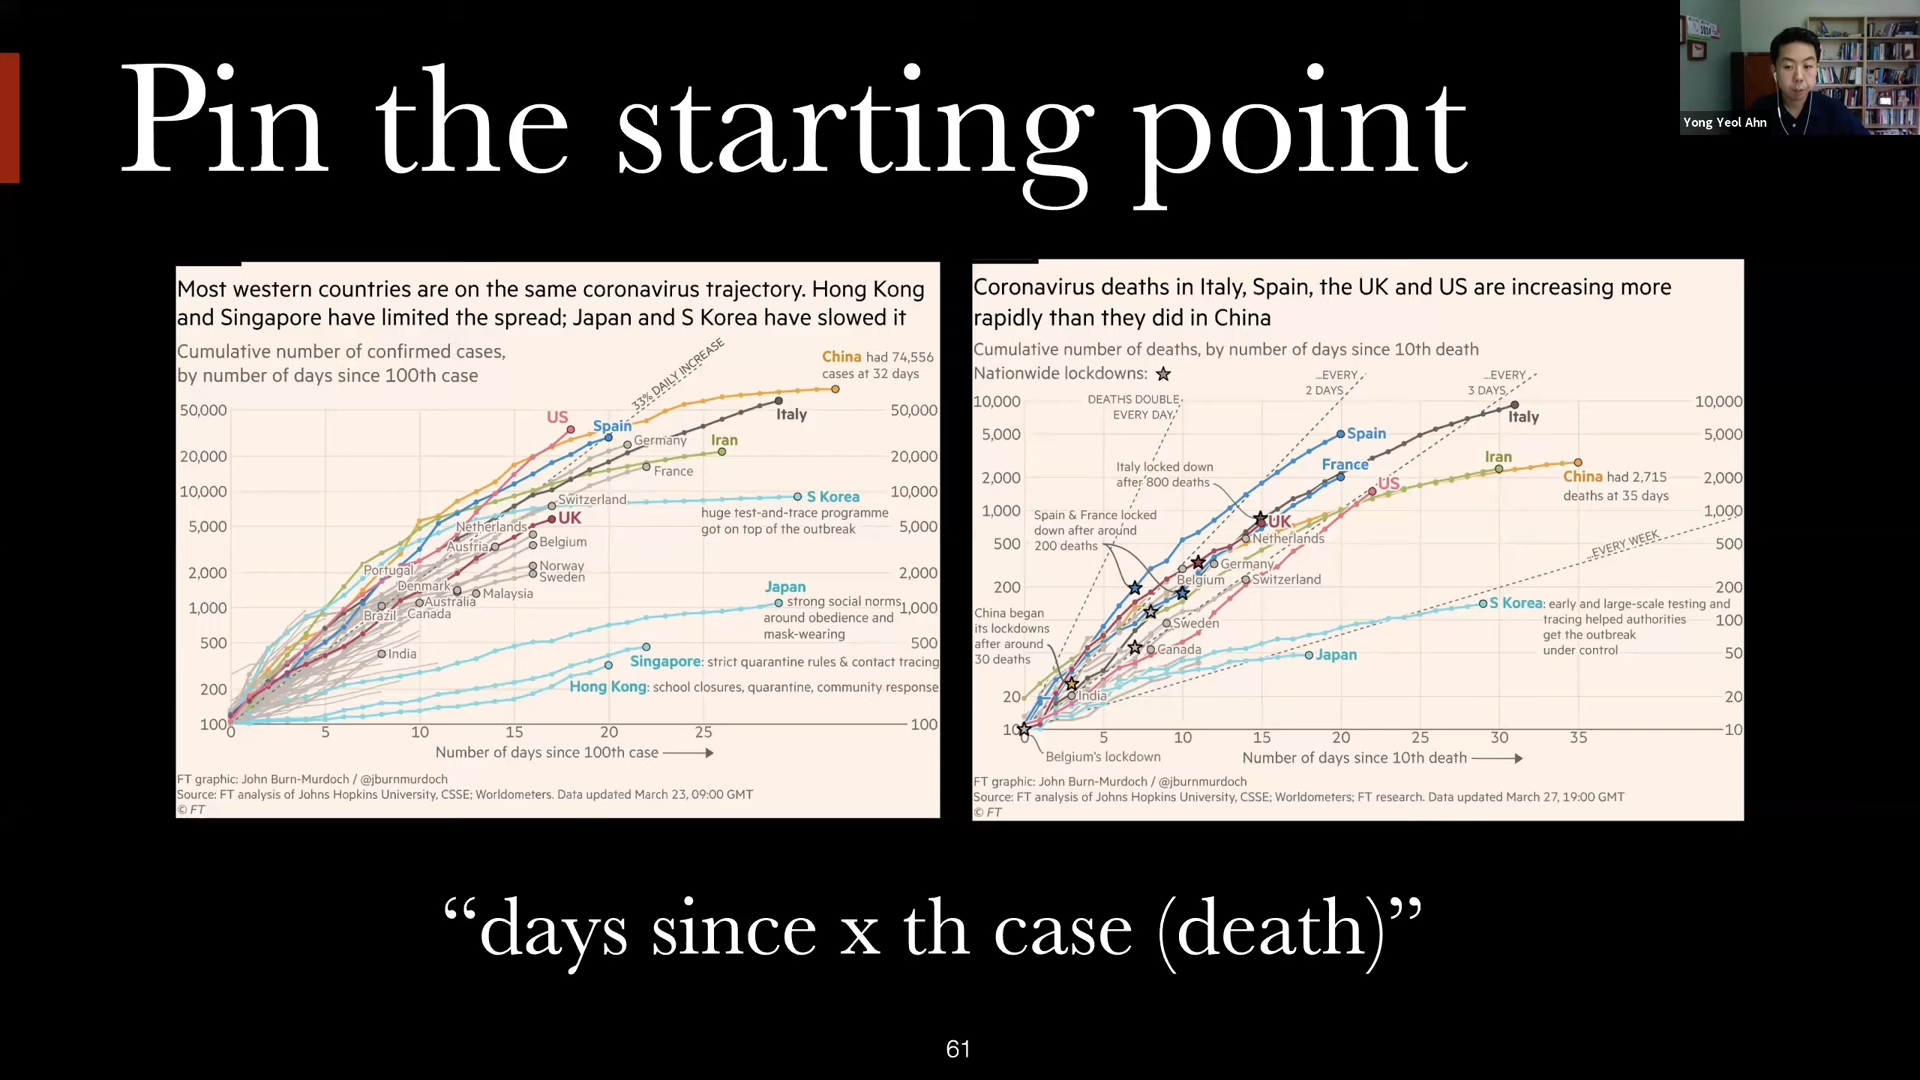 Pin the starting point
Yong Yeol Ahn
Most western countries are on the same coronavirus trajectory. Hong Kong
and Singapore have limited the spread; Japan and S Korea have slowed it
Cumulative number of confirmed cases,
by number of days since 100th case
33% DAILY INCREASE
China had 74,556
cases at 32 days
US
Spain
Italy
Germany
Iran
France
Switzerland
S Korea
huge test-and-trace programme
got on top of the outbreak
UK
Netherlands
Austria
Belgium
Portugal
Norway
Sweden
Denmark
Malaysia
Australia
Brazil
Canada
India
Japan
strong social norms
around obedience and
mask-wearing
Singapore: strict quarantine rules & contact tracing
Hong Kong: school closures, quarantine, community response
50,000
20,000
10,000
5,000
2,000
1,000
500
200
100
50,000
20,000
10,000
5,000
1,000
500
100
0 5 10 15 20 25
Number of days since 100th case
FT graphic: John Burn-Murdoch / @jburnmurdoch
Source: FT analysis of Johns Hopkins University, CSSE; Worldometers. Data updated March 23, 09:00 GMT
© FT
Coronavirus deaths in Italy, Spain, the UK and US are increasing more
rapidly than they did in China
Cumulative number of deaths, by number of days since 10th death
Nationwide lockdowns:
DEATHS DOUBLE
EVERY DAY
...EVERY
2 DAYS
...EVERY
3 DAYS
EVERY WEEK
Italy
Spain
France
Iran
China had 2,715
deaths at 35 days
US
Italy locked down
after 800 deaths
Spain & France locked
down after around
200 deaths
UK
Netherlands
Germany
Belgium
Switzerland
China began
its lockdowns
after around
30 deaths
S Korea: early and large-scale testing and
tracing helped authorities
get the outbreak
under control
Sweden
Canada
Japan
India
Belgium's lockdown
10,000
5,000
2,000
1,000
500
200
100
50
20
10
10,000
5,000
2,000
1,000
500
200
100
50
20
10
0 5 10 15 20 25 30 35
Number of days since 10th death
FT graphic: John Burn-Murdoch / @jburnmurdoch
Source: FT analysis of Johns Hopkins University, CSSE; Worldometers; FT research. Data updated March 27, 19:00 GMT
© FT
“days since x th case (death)”
61